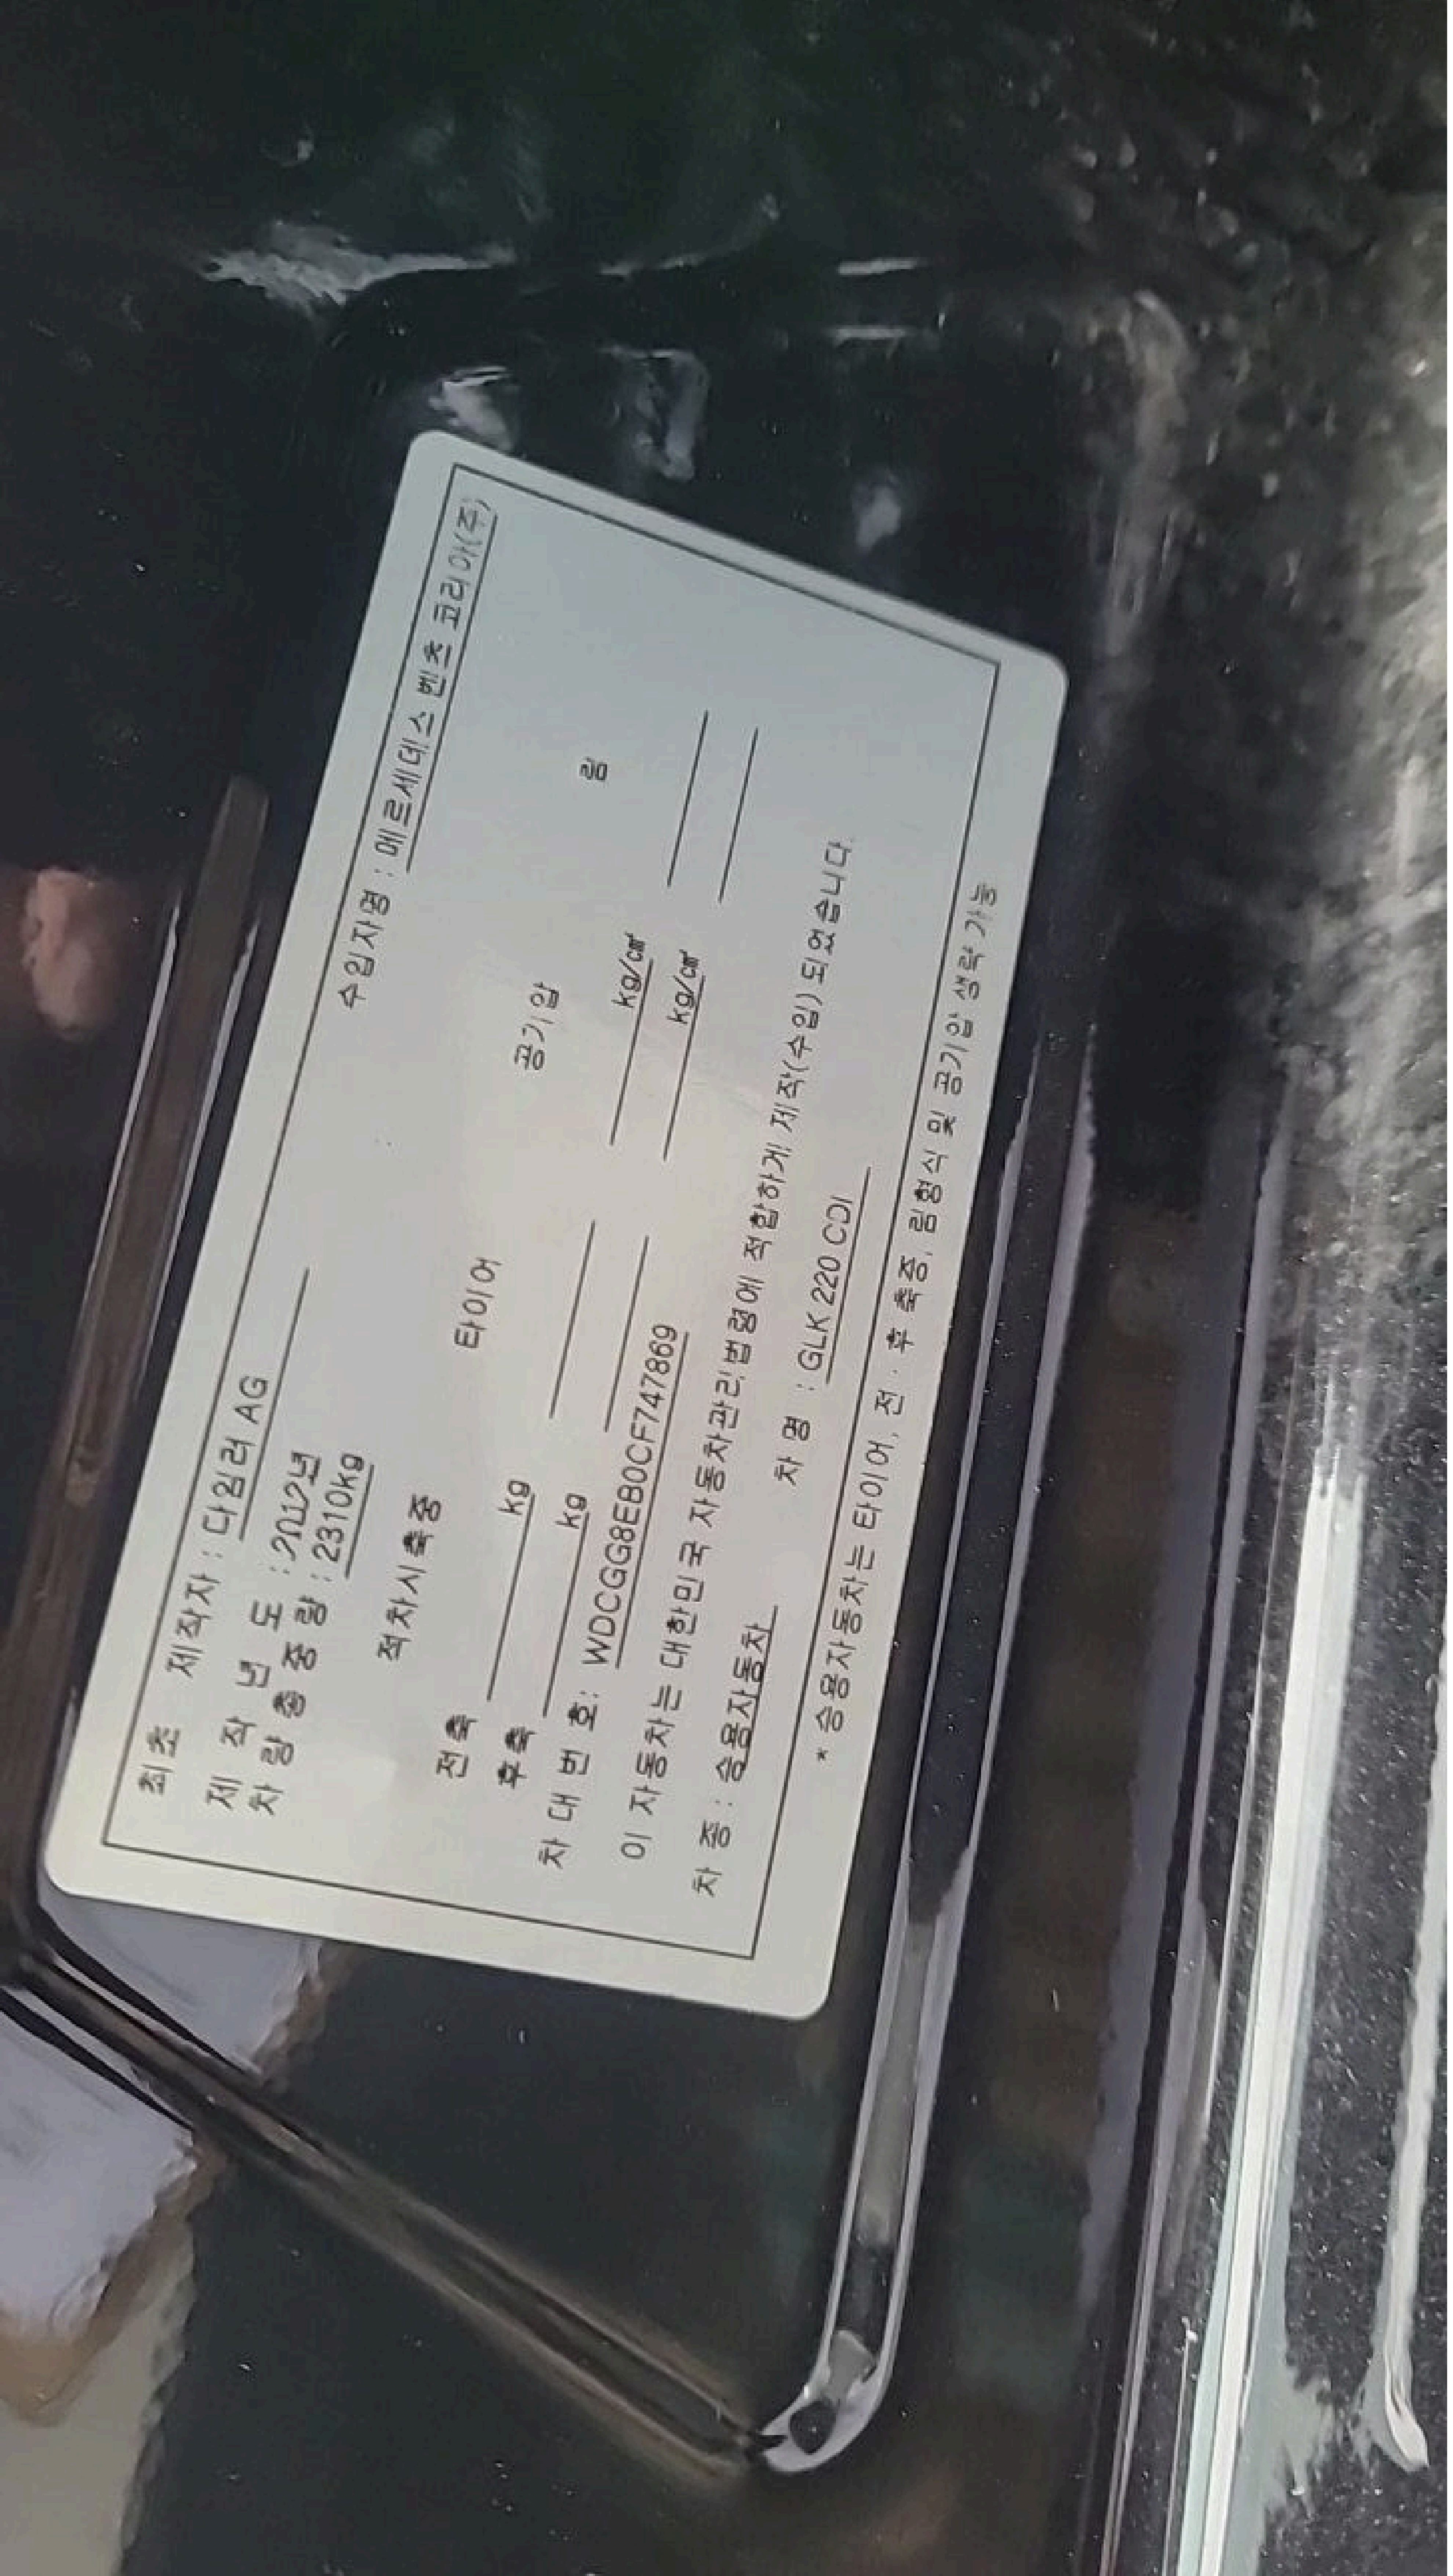 최초 제작자 : 다임러 AG 수입자명 : 메르세데스 벤츠 코리아(주)
제 작 년 도 : 2012년
차 량 총 중 량 : 2310kg
적차시축중 타이어 공기압 림
전축 kg kg/㎠
후축 kg kg/㎠
차 대 번 호: WDCGG8EB0CF747869
이 자동차는 대한민국 자동차관리법령에 적합하게 제작(수입) 되었습니다.
차 종 : 승용자동차 차 명 : GLK 220 CDI
* 승용자동차는 타이어, 전 · 후 축중, 림형식 및 공기압 생략 가능